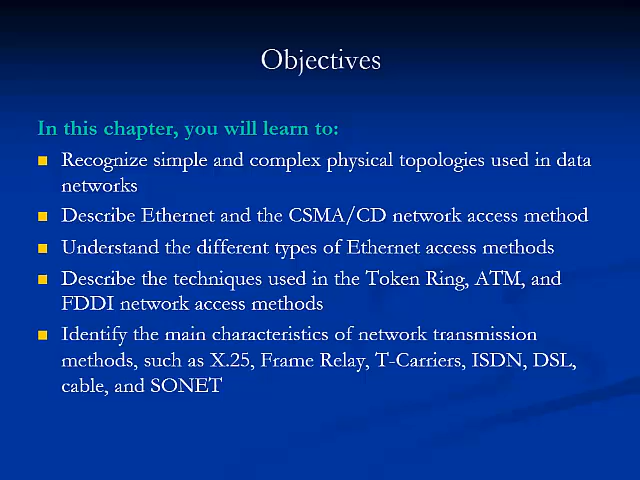 Objectives
In this chapter, you will learn to:
Recognize simple and complex physical topologies used in data
networks
Describe Ethernet and the CSMA/CD network access method
Understand the different types of Ethernet access methods
Describe the techniques used in the Token Ring, ATM, and
FDDI network access methods
Identify the main characteristics of network transmission
methods, such as X.25, Frame Relay, T-Carriers, ISDN, DSL,
cable, and SONET